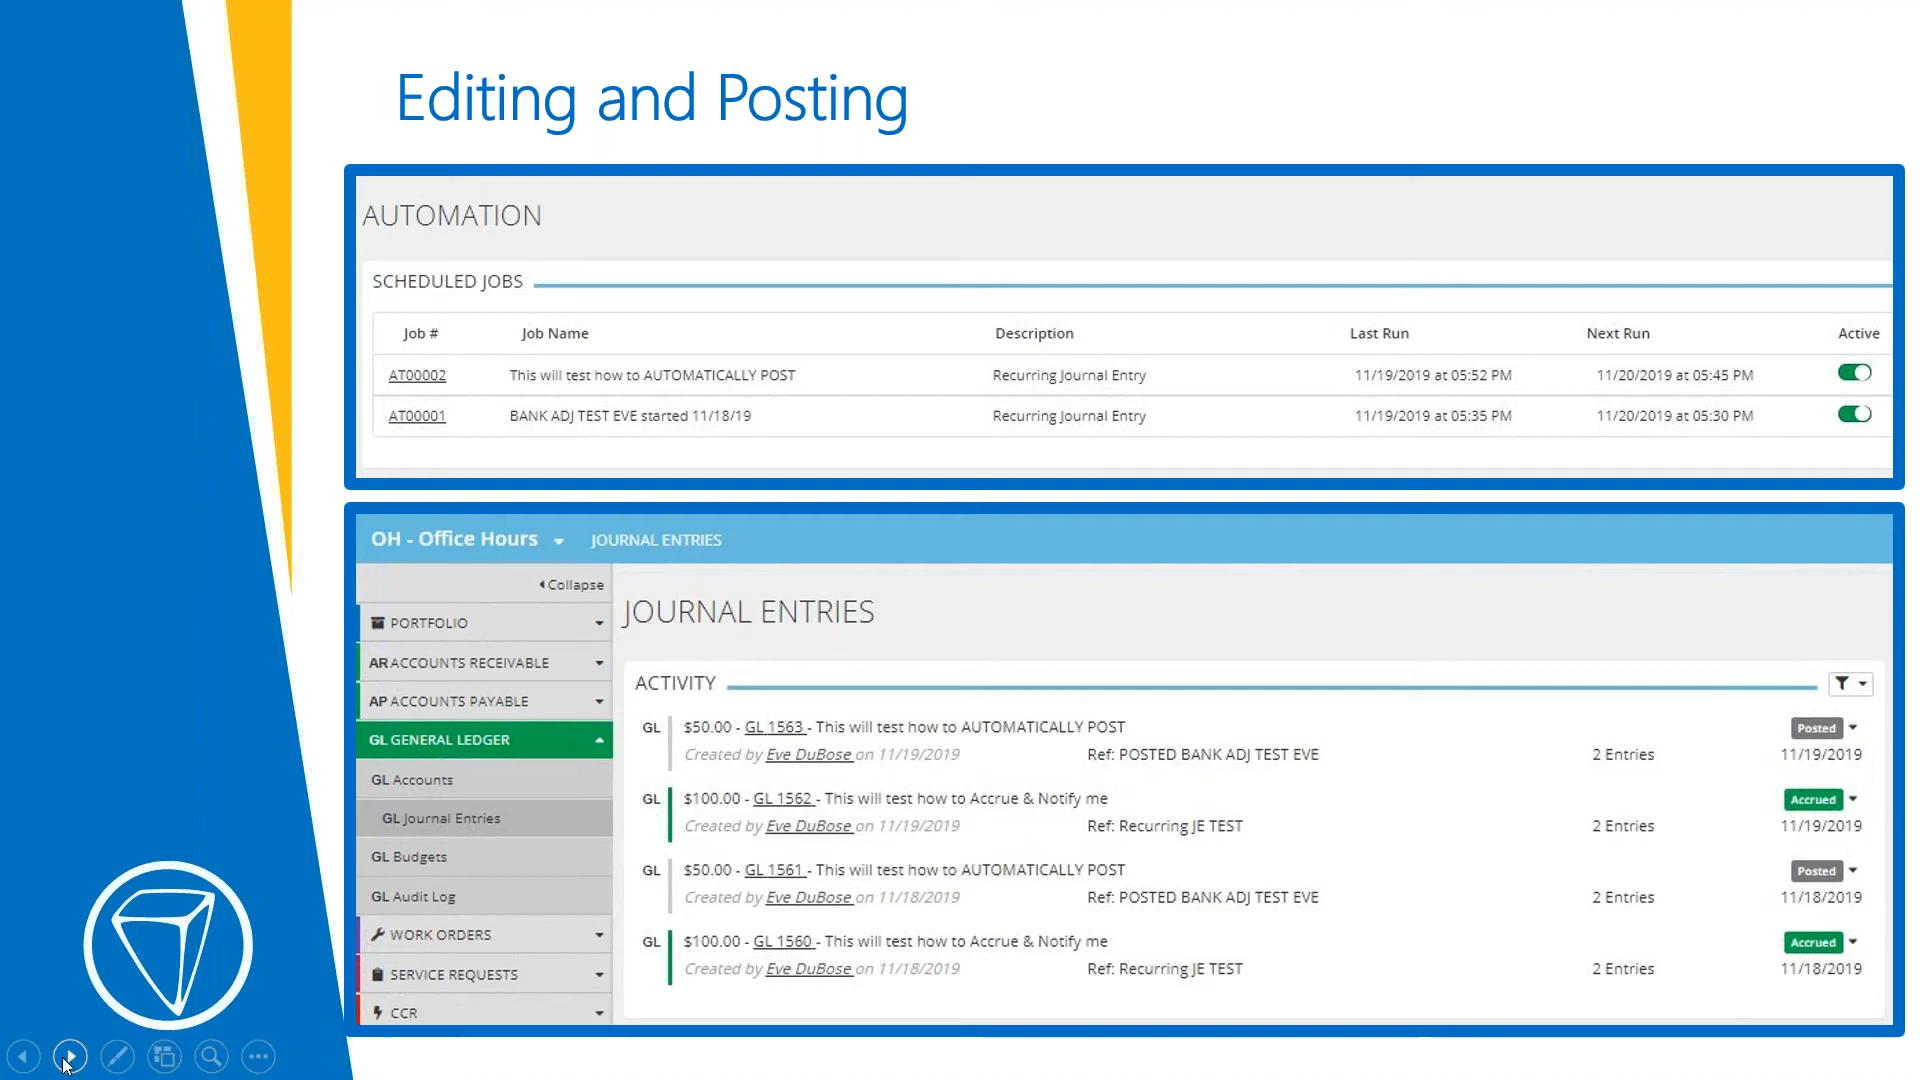 Editing and Posting
AUTOMATION
SCHEDULED JOBS
Job # Job Name Description Last Run Next Run Active
AT00002 This will test how to AUTOMATICALLY POST Recurring Journal Entry 11/19/2019 at 05:52 PM 11/20/2019 at 05:45 PM
AT00001 BANK ADJ TEST EVE started 11/18/19 Recurring Journal Entry 11/19/2019 at 05:35 PM 11/20/2019 at 05:30 PM
OH - Office Hours JOURNAL ENTRIES
Collapse
PORTFOLIO
AR ACCOUNTS RECEIVABLE
AP ACCOUNTS PAYABLE
GL GENERAL LEDGER
GL Accounts
GL Journal Entries
GL Budgets
GL Audit Log
WORK ORDERS
SERVICE REQUESTS
CCR
JOURNAL ENTRIES
ACTIVITY
GL $50.00 - GL 1563 - This will test how to AUTOMATICALLY POST Posted
Created by Eve DuBose on 11/19/2019 Ref: POSTED BANK ADJ TEST EVE 2 Entries 11/19/2019
GL $100.00 - GL 1562 - This will test how to Accrue & Notify me Accrued
Created by Eve DuBose on 11/19/2019 Ref: Recurring JE TEST 2 Entries 11/19/2019
GL $50.00 - GL 1561 - This will test how to AUTOMATICALLY POST Posted
Created by Eve DuBose on 11/18/2019 Ref: POSTED BANK ADJ TEST EVE 2 Entries 11/18/2019
GL $100.00 - GL 1560 - This will test how to Accrue & Notify me Accrued
Created by Eve DuBose on 11/18/2019 Ref: Recurring JE TEST 2 Entries 11/18/2019